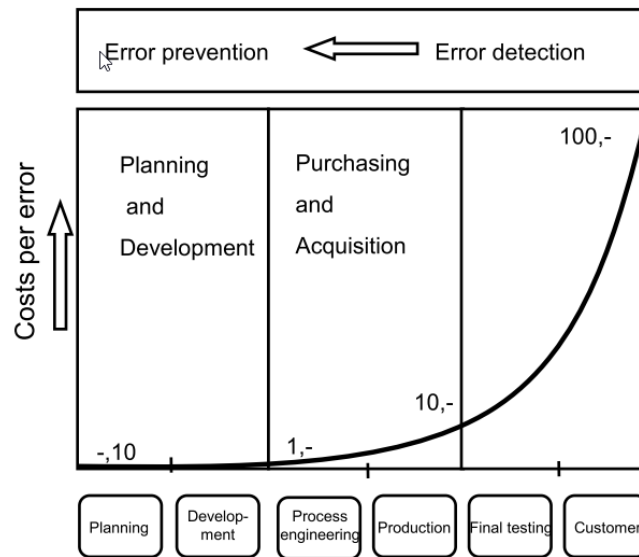 Error prevention
Error detection
Costs per error
Planning
and
Development
Purchasing
and
Acquisition
100,-
10,-
1,-
-,10
Planning
Develop-
ment
Process
engineering
Production
Final testing
Customer